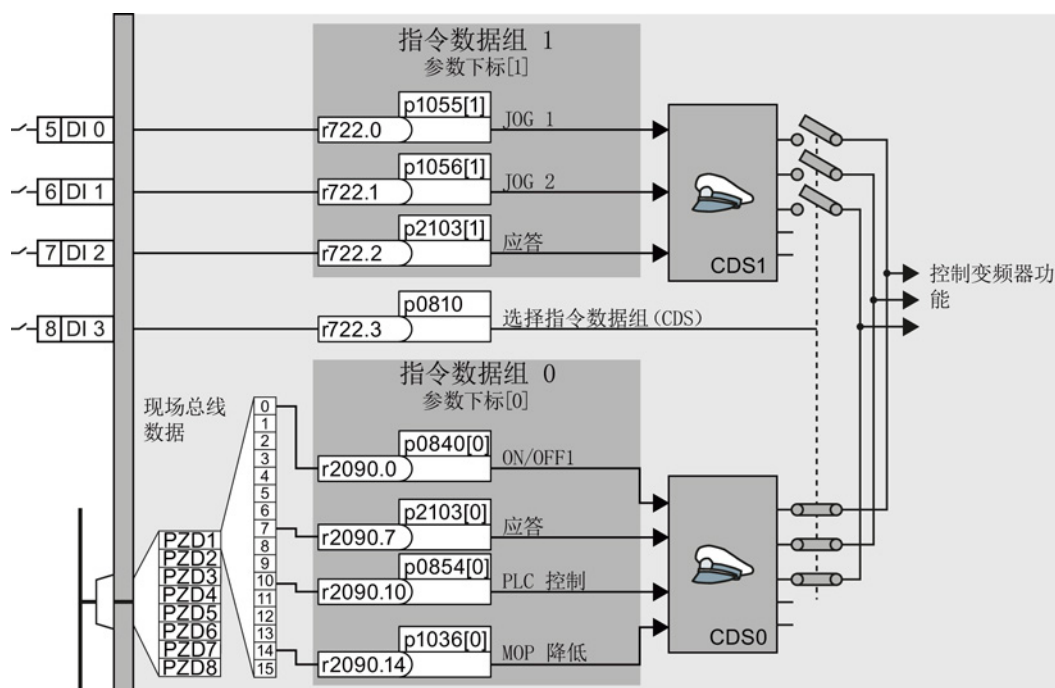 指令数据组 1
参数下标[1]
5 DI 0
r722.0
p1055[1]
JOG 1
6 DI 1
r722.1
p1056[1]
JOG 2
7 DI 2
r722.2
p2103[1]
应答
CDS1
控制变频器功
能
8 DI 3
r722.3
p0810
选择指令数据组(CDS)
指令数据组 0
参数下标[0]
现场总线
数据
0
1
2
3
4
5
6
7
8
9
10
11
12
13
14
15
PZD1
PZD2
PZD3
PZD4
PZD5
PZD6
PZD7
PZD8
r2090.0
p0840[0]
ON/OFF1
r2090.7
p2103[0]
应答
r2090.10
p0854[0]
PLC 控制
r2090.14
p1036[0]
MOP 降低
CDS0